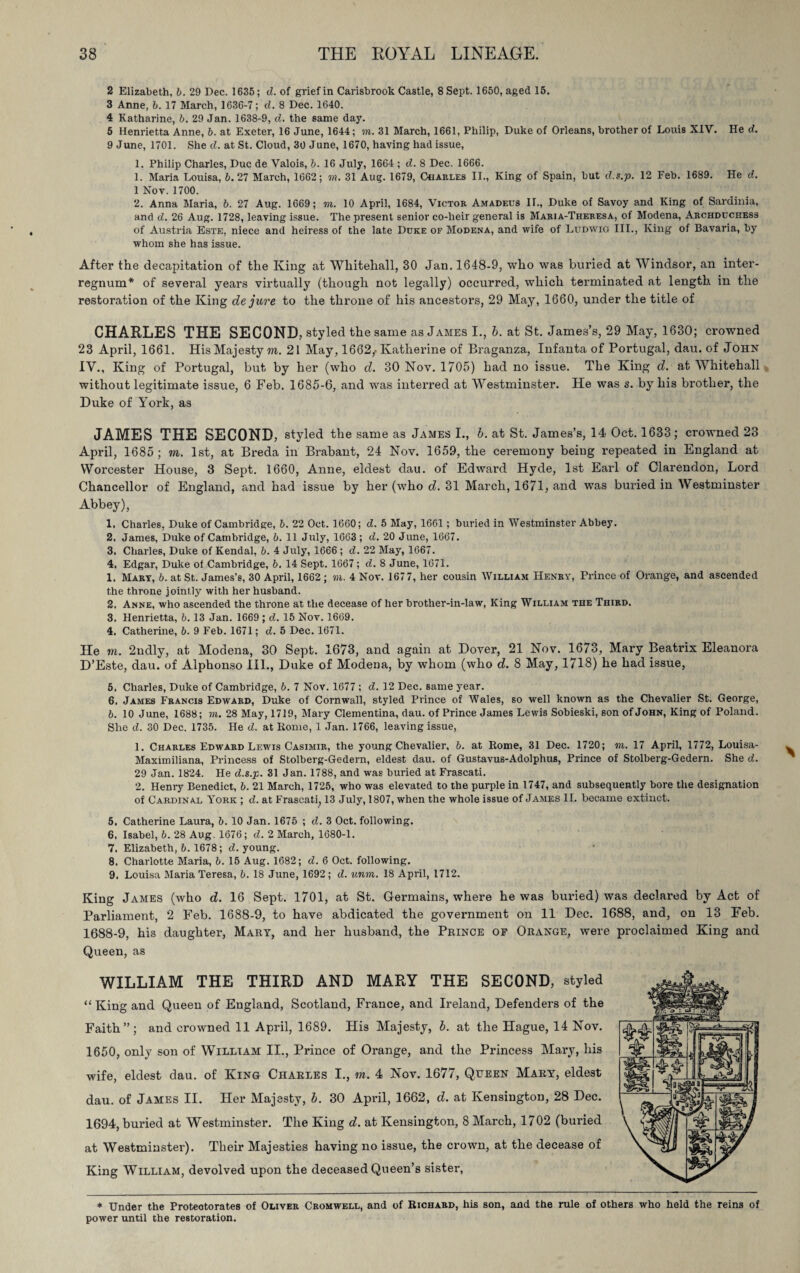 38 THE ROYAL LINEAGE.
2 Elizabeth, b. 29 Dec. 1635; d. of grief in Carisbrook Castle, 8 Sept. 1650, aged 15.
3 Anne, b. 17 March, 1636-7; d. 8 Dec. 1640.
4 Katharine, b. 29 Jan. 1638-9, d. the same day.
5 Henrietta Anne, b. at Exeter, 16 June, 1644; m. 31 March, 1661, Philip, Duke of Orleans, brother of Louis XIV. He d.
9 June, 1701. She d. at St. Cloud, 30 June, 1670, having had issue,
1. Philip Charles, Duc de Valois, b. 16 July, 1664; d. 8 Dec. 1666.
1. Maria Louisa, b. 27 March, 1662; m. 31 Aug. 1679, CHARLES II., King of Spain, but d.s.p. 12 Feb. 1689. He d.
1 Nov. 1700.
2. Anna Maria, b. 27 Aug. 1669; m. 10 April, 1684, VICTOR AMADEUS II., Duke of Savoy and King of Sardinia,
and d. 26 Aug. 1728, leaving issue. The present senior co-heir general is MARIA-THERESA, of Modena, ARCHDUCHESS
of Austria ESTE, niece and heiress of the late DUKE OF MODENA, and wife of LUDWIG III., King of Bavaria, by
whom she has issue.
After the decapitation of the King at Whitehall, 30 Jan. 1648-9, who was buried at Windsor, an inter-
regnum* of several years virtually (though not legally) occurred, which terminated at length in the
restoration of the King de jure to the throne of his ancestors, 29 May, 1660, under the title of
CHARLES THE SECOND, styled the same as JAMES I., b. at St. James's, 29 May, 1630; crowned
23 April, 1661. His Majesty m. 21 May, 1662, Katherine of Braganza, Infanta of Portugal, dau. of JOHN
IV., King of Portugal, but by her (who d. 30 Nov. 1705) had no issue. The King d. at Whitehall
without legitimate issue, 6 Feb. 1685-6, and was interred at Westminster. He was s. by his brother, the
Duke of York, as
JAMES THE SECOND, styled the same as JAMES I., b. at St. James's, 14 Oct. 1633; crowned 23
April, 1685; m. 1st, at Breda in Brabant, 24 Nov. 1659, the ceremony being repeated in England at
Worcester House, 3 Sept. 1660, Anne, eldest dau. of Edward Hyde, 1st Earl of Clarendon, Lord
Chancellor of England, and had issue by her (who d. 31 March, 1671, and was buried in Westminster
Abbey),
1. Charles, Duke of Cambridge, b. 22 Oct. 1660; d. 5 May, 1661; buried in Westminster Abbey.
2. James, Duke of Cambridge, b. 11 July, 1663; d. 20 June, 1667.
3. Charles, Duke of Kendal, b. 4 July, 1666; d. 22 May, 1667.
4. Edgar, Duke of Cambridge, b. 14 Sept. 1667; d. 8 June, 1671.
1. MARY, b. at St. James's, 30 April, 1662; m. 4 Nov. 1677, her cousin WILLIAM HENRY, Prince of Orange, and ascended
the throne jointly with her husband.
2. ANNE, who ascended the throne at the decease of her brother-in-law, King WILLIAM THE THIRD.
3. Henrietta, b. 13 Jan. 1669; d. 15 Nov. 1669.
4. Catherine, b. 9 Feb. 1671; d. 5 Dec. 1671.
He m. 2ndly, at Modena, 30 Sept. 1673, and again at Dover, 21 Nov. 1673, Mary Beatrix Eleanora
D'Este, dau. of Alphonso III., Duke of Modena, by whom (who d. 8 May, 1718) he had issue,
5. Charles, Duke of Cambridge, b. 7 Nov. 1677; d. 12 Dec. same year.
6. JAMES FRANCIS EDWARD, Duke of Cornwall, styled Prince of Wales, so well known as the Chevalier St. George,
b. 10 June, 1688; m. 28 May, 1719, Mary Clementina, dau. of Prince James Lewis Sobieski, son of JOHN, King of Poland.
She d. 30 Dec. 1735. He d. at Rome, 1 Jan. 1766, leaving issue,
1. CHARLES EDWARD LEWIS CASIMIR, the young Chevalier, b. at Rome, 31 Dec. 1720; m. 17 April, 1772, Louisa-
Maximiliana, Princess of Stolberg-Gedern, eldest dau. of Gustavus-Adolphus, Prince of Stolberg-Gedern. She d.
29 Jan. 1824. He d.s.p. 31 Jan. 1788, and was buried at Frascati.
2. Henry Benedict, b. 21 March, 1725, who was elevated to the purple in 1747, and subsequently bore the designation
of CARDINAL YORK; d. at Frascati, 13 July, 1807, when the whole issue of JAMES II. became extinct.
5. Catherine Laura, b. 10 Jan. 1675; d. 3 Oct. following.
6. Isabel, b. 28 Aug. 1676; d. 2 March, 1680-1.
7. Elizabeth, b. 1678; d. young.
8. Charlotte Maria, b. 15 Aug. 1682; d. 6 Oct. following.
9. Louisa Maria Teresa, b. 18 June, 1692; d. unm. 18 April, 1712.
King JAMES (who d. 16 Sept. 1701, at St. Germains, where he was buried) was declared by Act of
Parliament, 2 Feb. 1688-9, to have abdicated the government on 11 Dec. 1688, and, on 13 Feb.
1688-9, his daughter, MARY, and her husband, the PRINCE OF ORANGE, were proclaimed King and
Queen, as
WILLIAM THE THIRD AND MARY THE SECOND, styled
"King and Queen of England, Scotland, France, and Ireland, Defenders of the
Faith"; and crowned 11 April, 1689. His Majesty, b. at the Hague, 14 Nov.
1650, only son of WILLIAM II., Prince of Orange, and the Princess Mary, his
wife, eldest dau. of KING CHARLES I., m. 4 Nov. 1677, QUEEN MARY, eldest
dau. of JAMES II. Her Majesty, b. 30 April, 1662, d. at Kensington, 28 Dec.
1694, buried at Westminster. The King d. at Kensington, 8 March, 1702 (buried
at Westminster). Their Majesties having no issue, the crown, at the decease of
King WILLIAM, devolved upon the deceased Queen's sister,
* Under the Protectorates of OLIVER CROMWELL, and of RICHARD, his son, and the rule of others who held the reins of
power until the restoration.